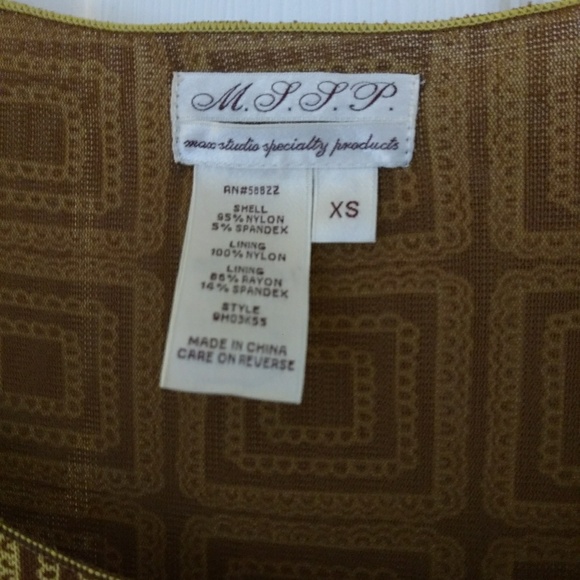 M.S.S.P.
max studio specialty products
XS
RN#58822
SHELL
95% NYLON
5% SPANDEX
LINING
100% NYLON
LINING
86% RAYON
14% SPANDEX
STYLE
MADE IN CHINA
CARE ON REVERSE